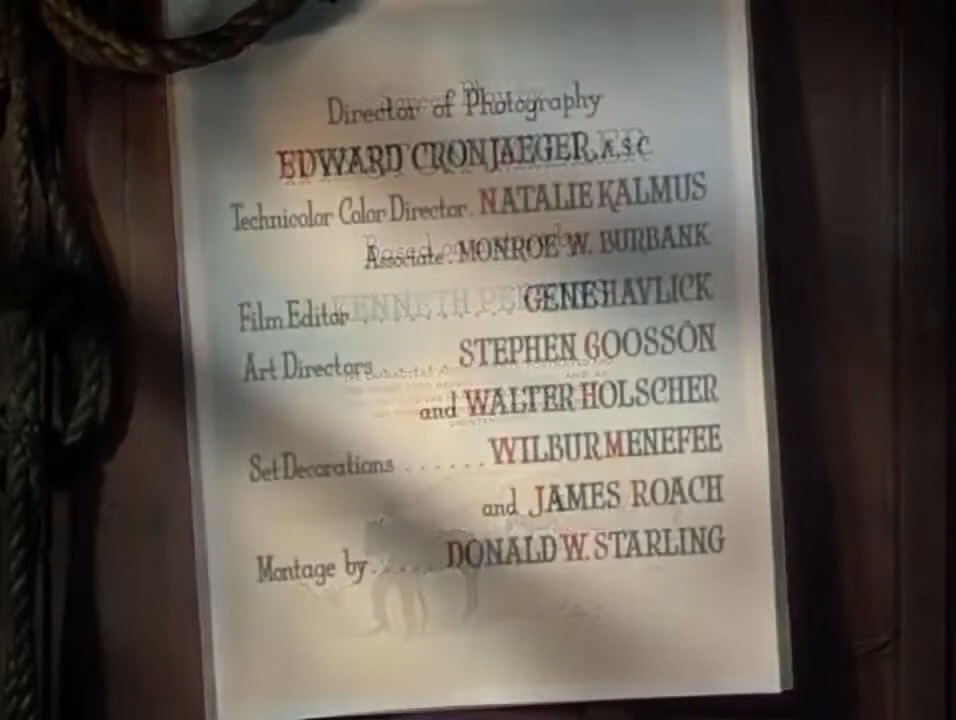 Director of Photography
EDWARD CRONJAEGER, A.S.C.
Technicolor Color Director. NATALIE KALMUS
Associate. MONROE W. BURBANK
Film Editor GENE HAVLICK
Art Directors STEPHEN GOOSSÓN
and WALTER HOLSCHER
Set Decorations . . . . . . WILBUR MENEFEE
and JAMES ROACH
Montage by . . . . . DONALD W. STARLING